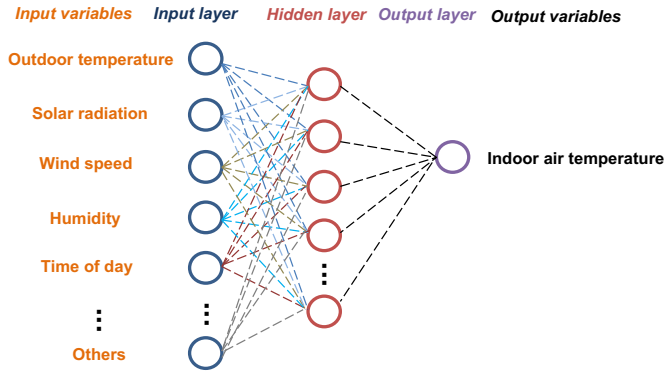 Input variables
Input layer
Hidden layer
Output layer
Output variables
Outdoor temperature
Solar radiation
Wind speed
Humidity
Time of day
Others
Indoor air temperature